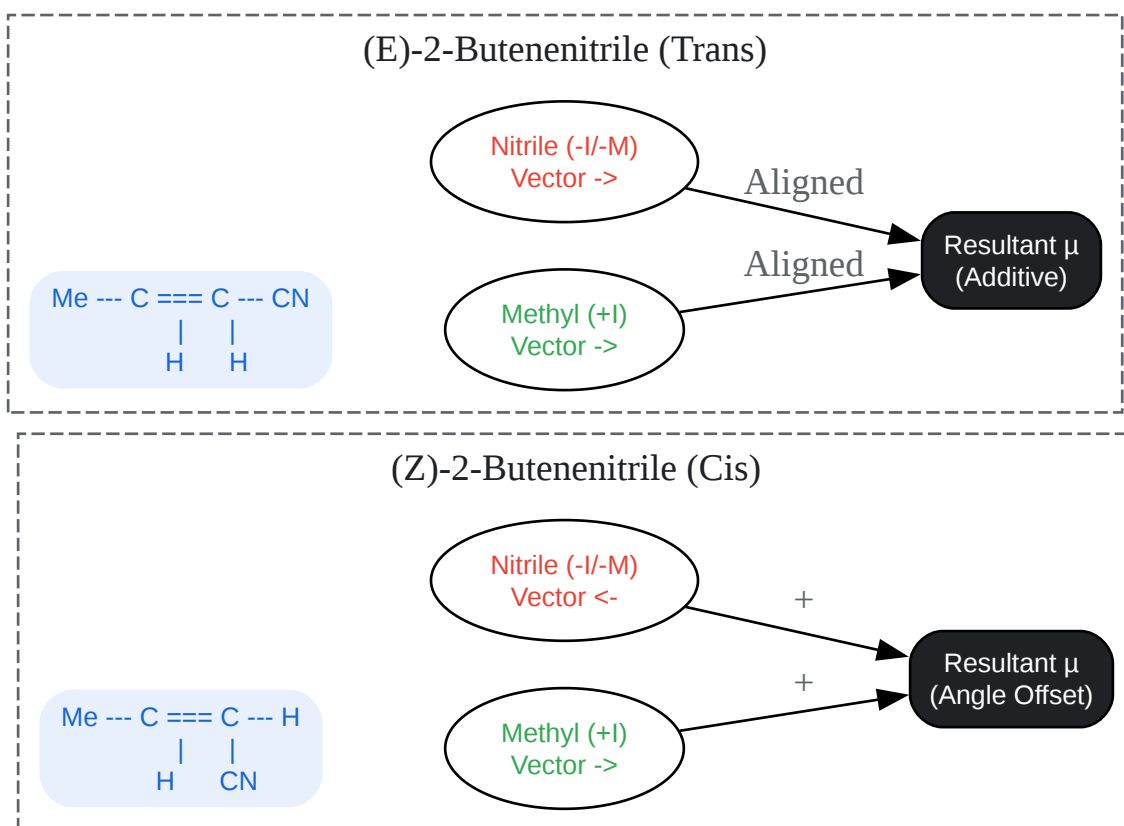 (E)-2-Butenenitrile (Trans)
Nitrile (-I/-M)
Vector ->
Aligned
Resultant µ
(Additive)
Aligned
Me --- C === C --- CN
| |
H H
Methyl (+I)
Vector ->
(Z)-2-Butenenitrile (Cis)
Nitrile (-I/-M)
Vector <-
+
Resultant µ
(Angle Offset)
+
Me --- C === C --- H
| |
H CN
Methyl (+I)
Vector ->